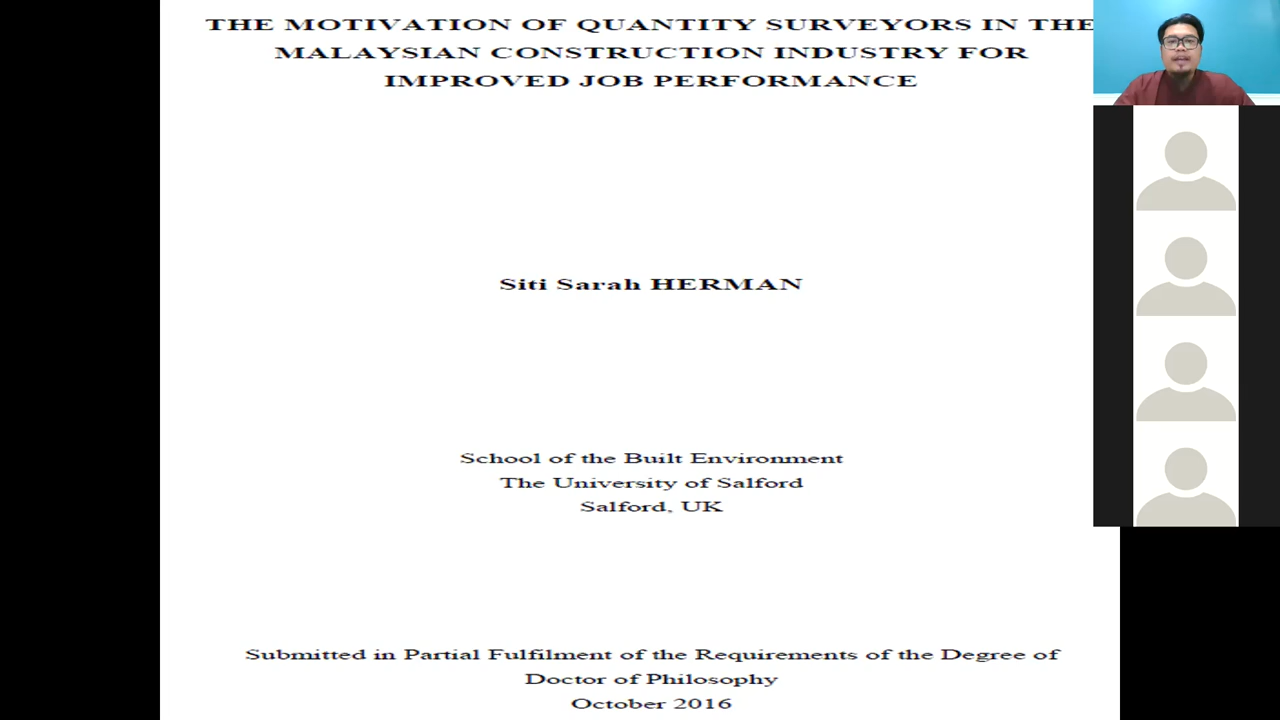 THE MOTIVATION OF QUANTITY SURVEYORS IN THE
MALAYSIAN CONSTRUCTION INDUSTRY FOR
IMPROVED JOB PERFORMANCE
Siti Sarah HERMAN
School of the Built Environment
The University of Salford
Salford, UK
Submitted in Partial Fulfilment of the Requirements of the Degree of
Doctor of Philosophy
October 2016